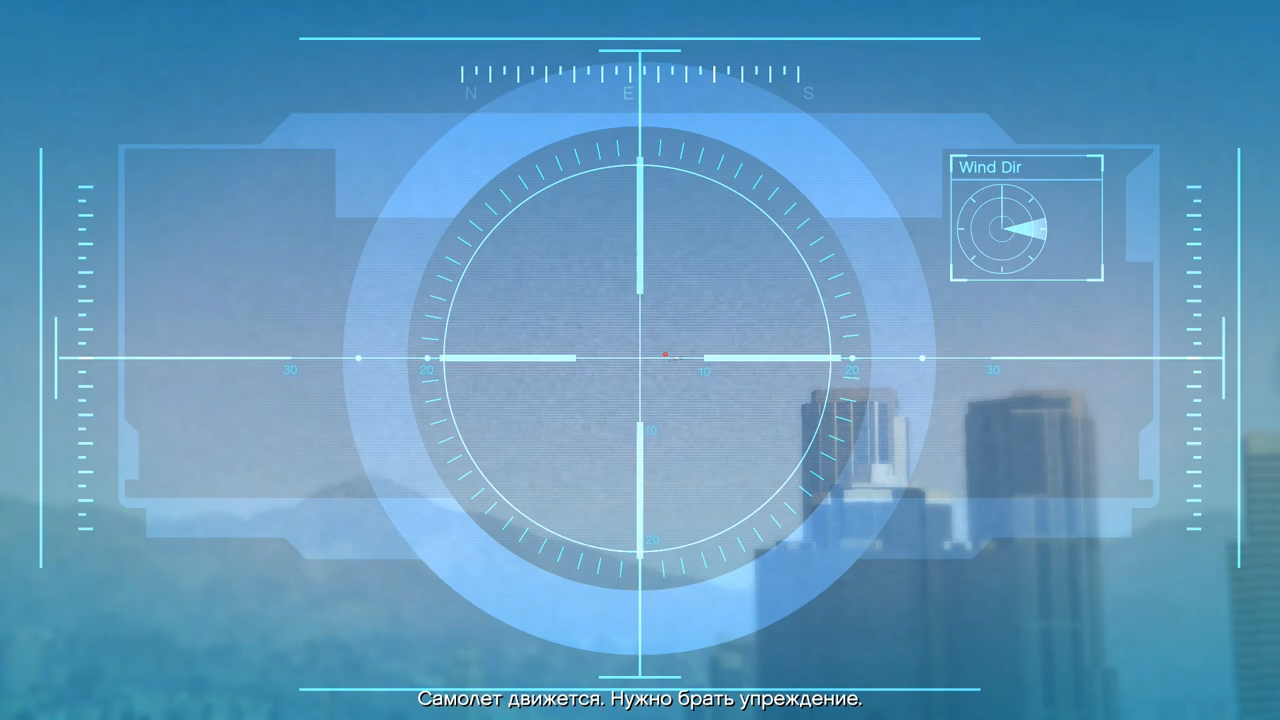 N E S
Wind Dir
30 20 10 20 30
10
20
Самолет движется. Нужно брать упреждение.